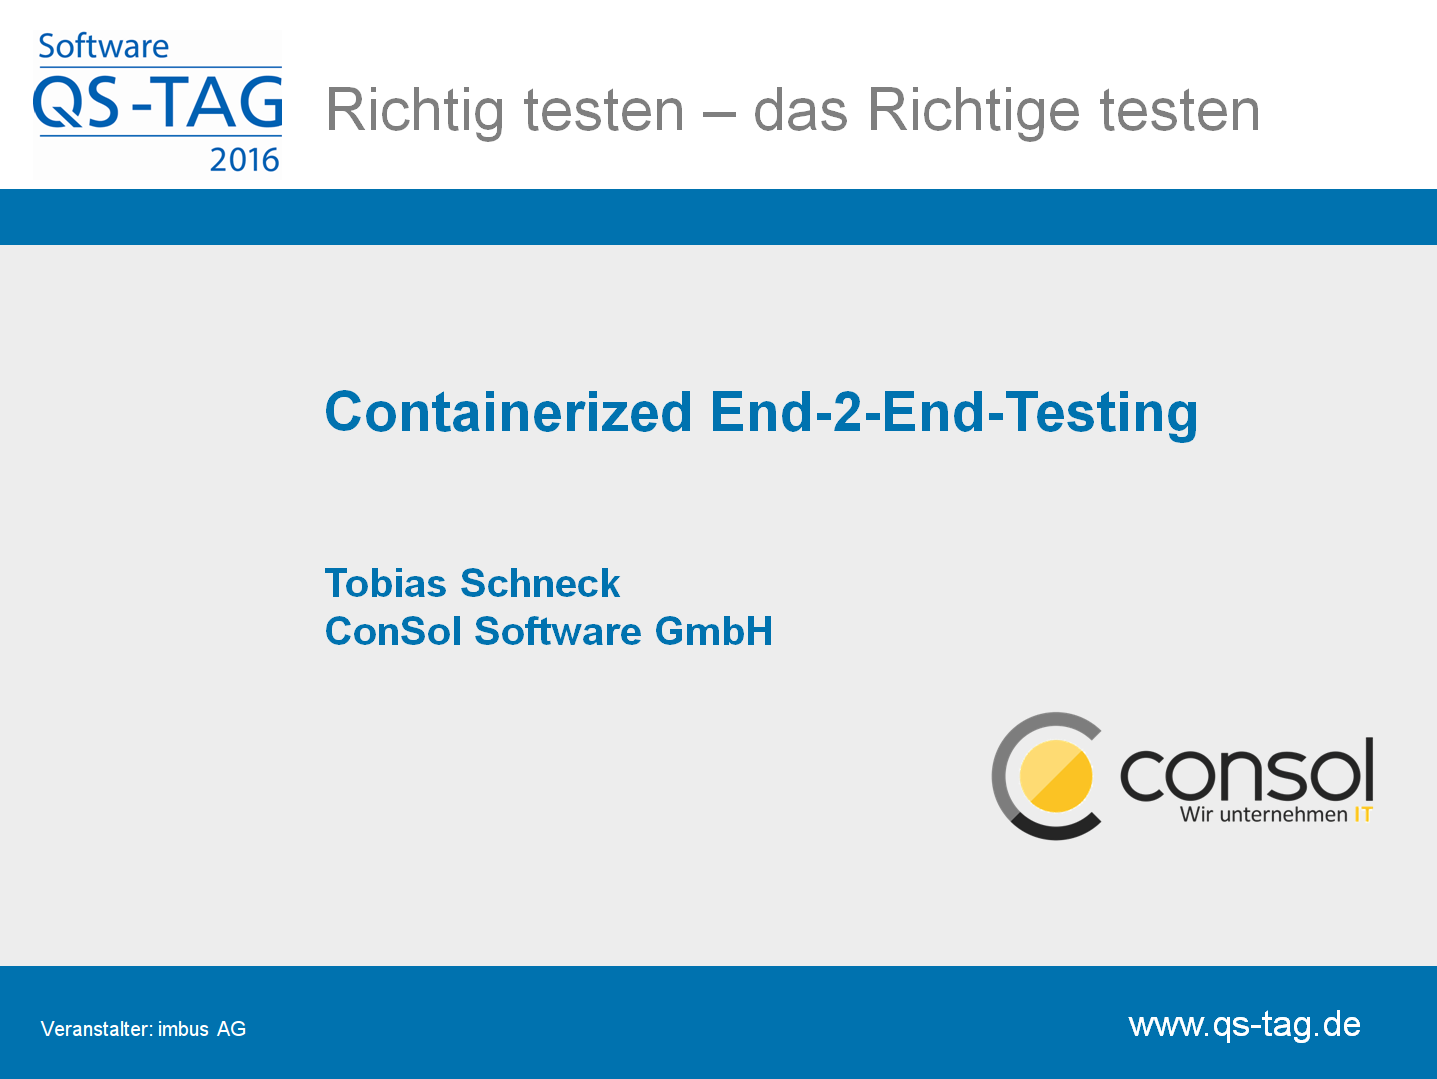 Software
QS-TAG
2016
Richtig testen – das Richtige testen
Containerized End-2-End-Testing
Tobias Schneck
ConSol Software GmbH
consol
Wir unternehmen IT
Veranstalter: imbus AG
www.qs-tag.de